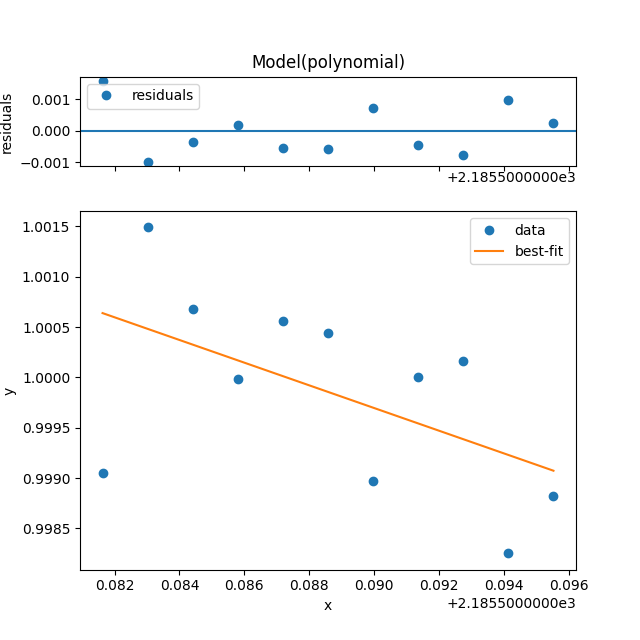 Model(polynomial)
residuals
0.001
0.000
−0.001
residuals
+2.1855000000e3
y
1.0015
1.0010
1.0005
1.0000
0.9995
0.9990
0.9985
data
best-fit
0.082 0.084 0.086 0.088 0.090 0.092 0.094 0.096
x
+2.1855000000e3